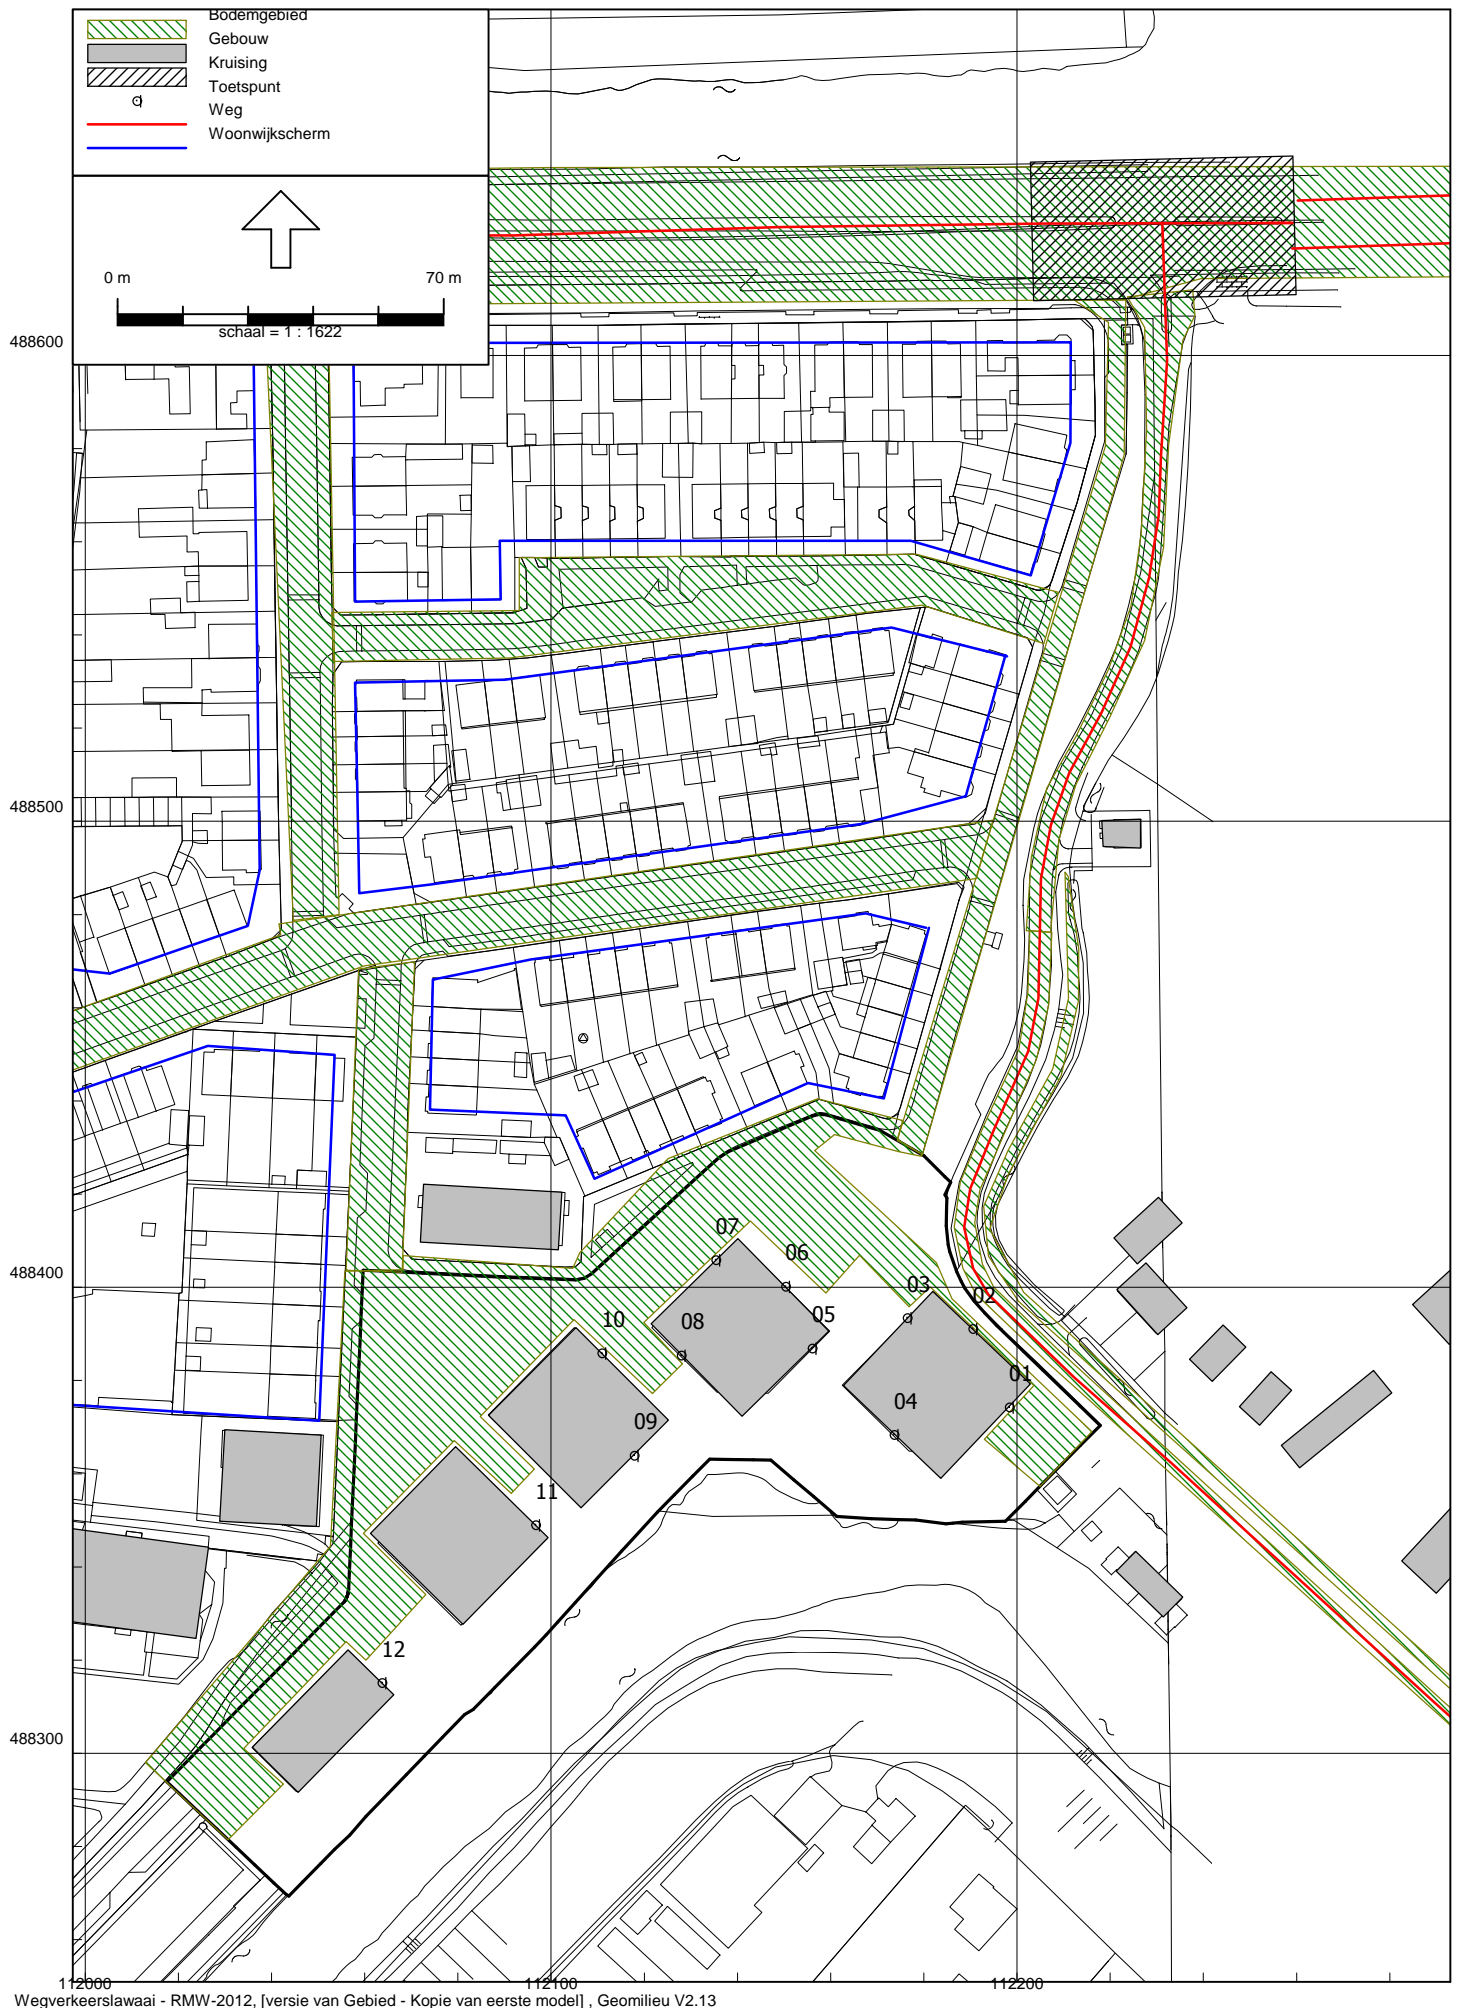 Bodemgebied
Gebouw
Kruising
Toetspunt
Weg
Woonwijkscherm
0 m 70 m
schaal = 1 : 1622
488600
488500
488400
488300
07
06
03
02
05
10
08
01
04
09
11
12
112000 112100 112200
Wegverkeerslawaai - RMW-2012, [versie van Gebied - Kopie van eerste model] , Geomilieu V2.13